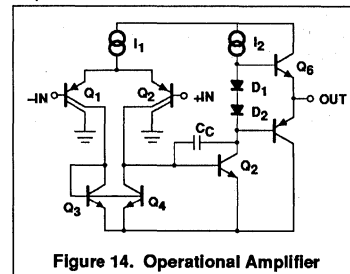 I1
I2
Q6
–IN
Q1
Q2
+IN
D1
D2
OUT
CC
Q2
Q3
Q4
Figure 14. Operational Amplifier